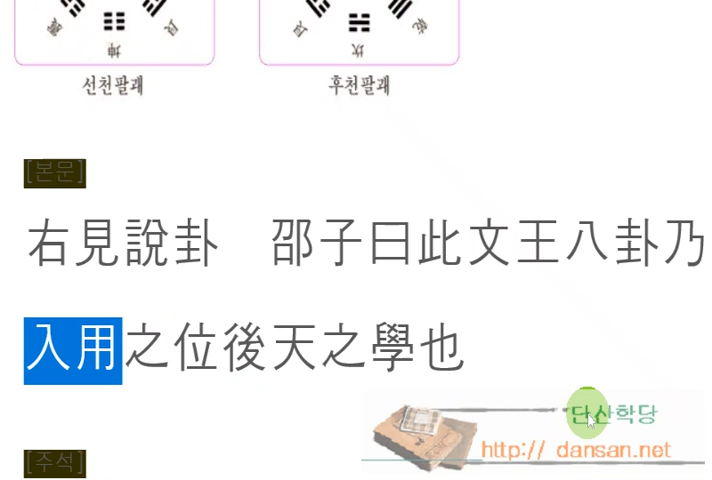 坤
坎
선천팔괘
후천팔괘
[본문]
右見說卦 邵子曰此文王八卦乃
入用之位後天之學也
단산학당
http:// dansan.net
[주석]